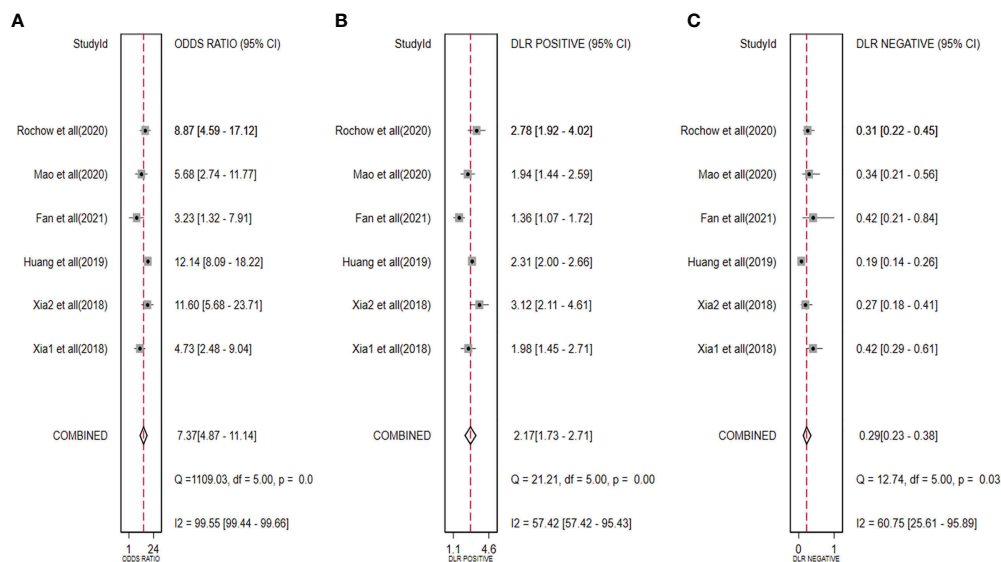 A
StudyId
ODDS RATIO (95% CI)
Rochow et all(2020)
8.87 [4.59 - 17.12]
Mao et all(2020)
5.68 [2.74 - 11.77]
Fan et all(2021)
3.23 [1.32 - 7.91]
Huang et all(2019)
12.14 [8.09 - 18.22]
Xia2 et all(2018)
11.60 [5.68 - 23.71]
Xia1 et all(2018)
4.73 [2.48 - 9.04]
COMBINED
7.37[4.87 - 11.14]
Q =1109.03, df = 5.00, p = 0.0
I2 = 99.55 [99.44 - 99.66]
1 24
ODDS RATIO
B
StudyId
DLR POSITIVE (95% CI)
Rochow et all(2020)
2.78 [1.92 - 4.02]
Mao et all(2020)
1.94 [1.44 - 2.59]
Fan et all(2021)
1.36 [1.07 - 1.72]
Huang et all(2019)
2.31 [2.00 - 2.66]
Xia2 et all(2018)
3.12 [2.11 - 4.61]
Xia1 et all(2018)
1.98 [1.45 - 2.71]
COMBINED
2.17[1.73 - 2.71]
Q = 21.21, df = 5.00, p = 0.00
I2 = 57.42 [57.42 - 95.43]
1.1 4.6
DLR POSITIVE
C
StudyId
DLR NEGATIVE (95% CI)
Rochow et all(2020)
0.31 [0.22 - 0.45]
Mao et all(2020)
0.34 [0.21 - 0.56]
Fan et all(2021)
0.42 [0.21 - 0.84]
Huang et all(2019)
0.19 [0.14 - 0.26]
Xia2 et all(2018)
0.27 [0.18 - 0.41]
Xia1 et all(2018)
0.42 [0.29 - 0.61]
COMBINED
0.29[0.23 - 0.38]
Q = 12.74, df = 5.00, p = 0.03
I2 = 60.75 [25.61 - 95.89]
0 1
DLR NEGATIVE